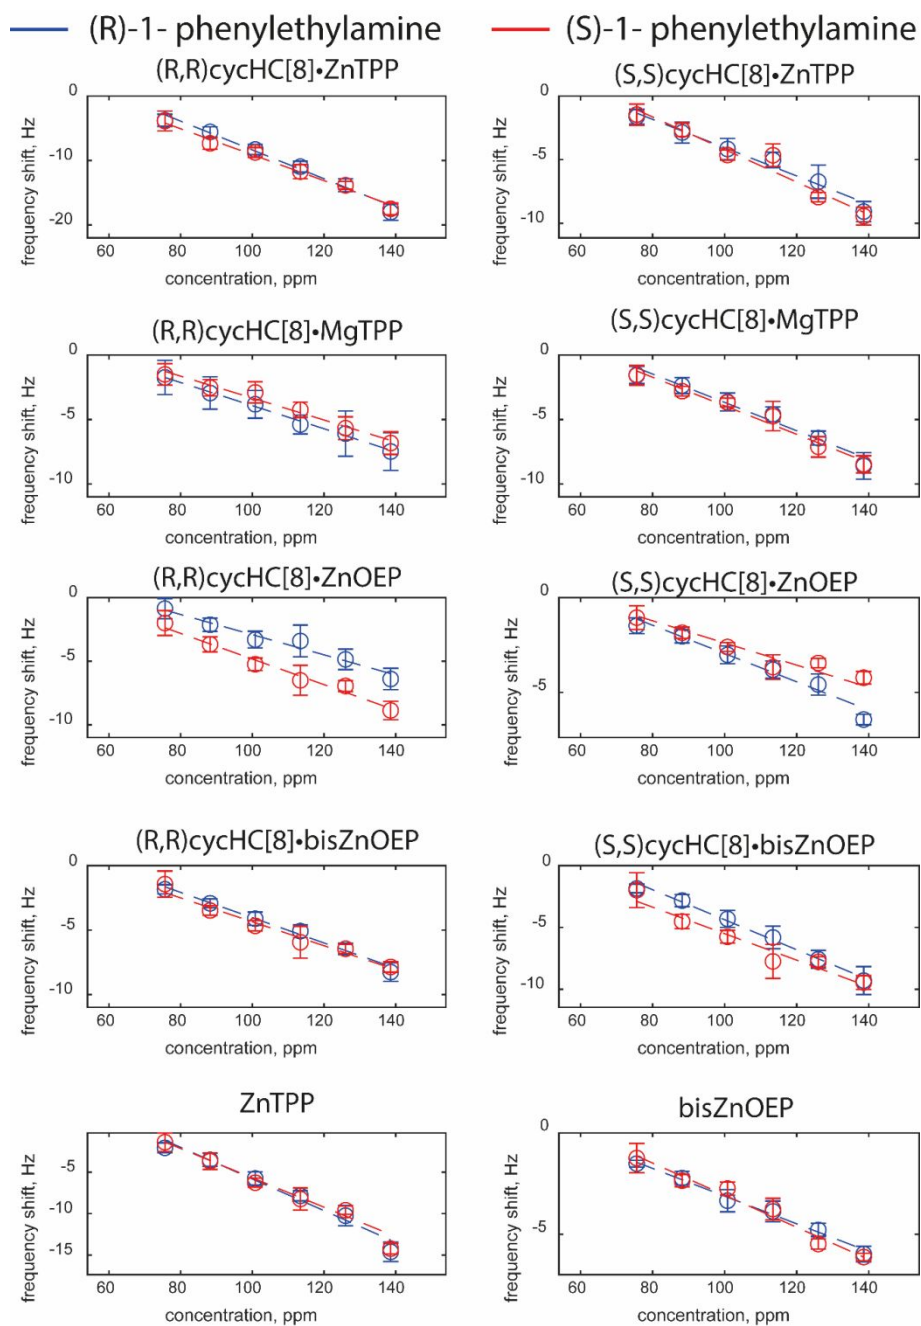 (R)-1- phenylethylamine
(S)-1- phenylethylamine
(R,R)cycHC[8]•ZnTPP
frequency shift, Hz
0
-10
-20
60 80 100 120 140
concentration, ppm
(S,S)cycHC[8]•ZnTPP
frequency shift, Hz
0
-5
-10
60 80 100 120 140
concentration, ppm
(R,R)cycHC[8]•MgTPP
frequency shift, Hz
0
-5
-10
60 80 100 120 140
concentration, ppm
(S,S)cycHC[8]•MgTPP
frequency shift, Hz
0
-5
-10
60 80 100 120 140
concentration, ppm
(R,R)cycHC[8]•ZnOEP
frequency shift, Hz
0
-5
-10
60 80 100 120 140
concentration, ppm
(S,S)cycHC[8]•ZnOEP
frequency shift, Hz
0
-5
60 80 100 120 140
concentration, ppm
(R,R)cycHC[8]•bisZnOEP
frequency shift, Hz
0
-5
-10
60 80 100 120 140
concentration, ppm
(S,S)cycHC[8]•bisZnOEP
frequency shift, Hz
0
-5
-10
60 80 100 120 140
concentration, ppm
ZnTPP
frequency shift, Hz
-5
-10
-15
60 80 100 120 140
concentration, ppm
bisZnOEP
frequency shift, Hz
0
-5
60 80 100 120 140
concentration, ppm